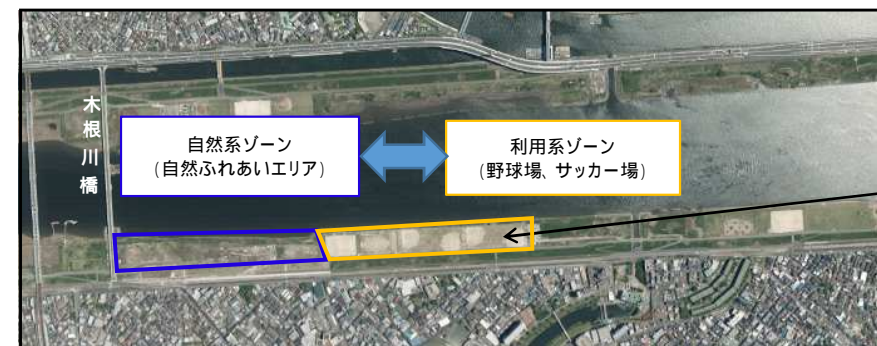 木根川橋
自然系ゾーン
(自然ふれあいエリア)
利用系ゾーン
(野球場、サッカー場)